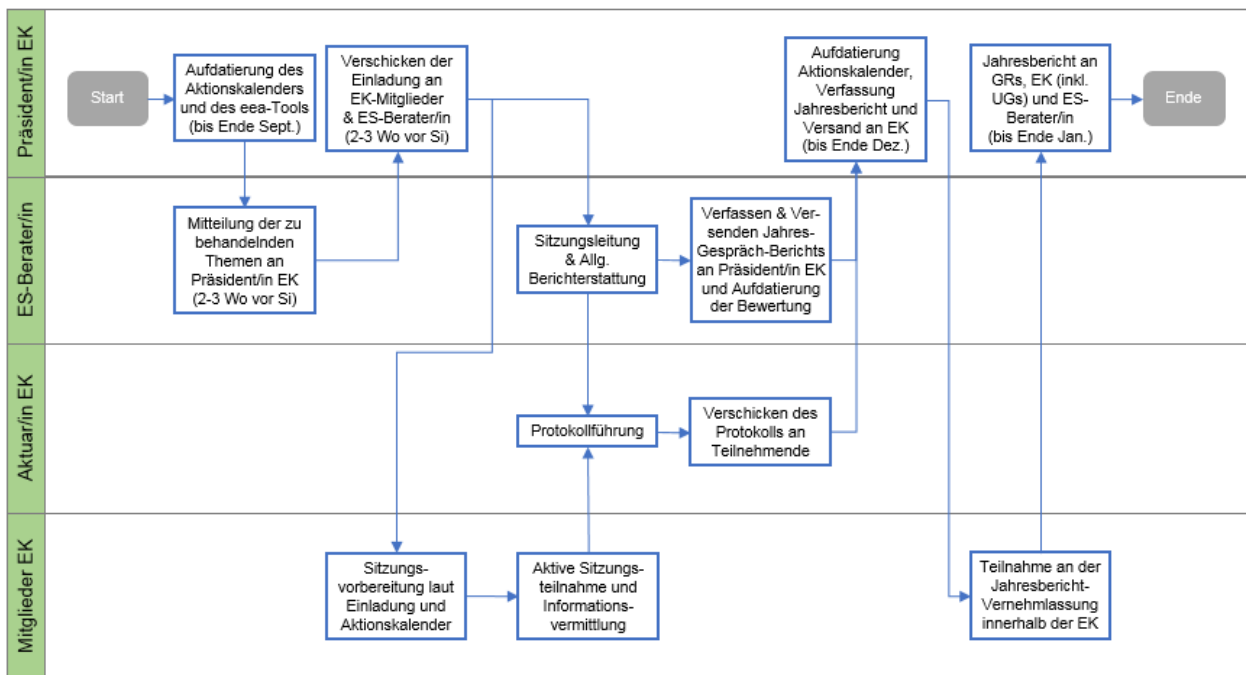 Präsident/in EK
Start
Aufdatierung des
Aktionskalenders
und des eea-Tools
(bis Ende Sept.)
Verschicken der
Einladung an
EK-Mitglieder
& ES-Berater/in
(2-3 Wo vor Si)
Aufdatierung
Aktionskalender,
Verfassung
Jahresbericht und
Versand an EK
(bis Ende Dez.)
Jahresbericht an
GRs, EK (inkl.
UGs) und ES-
Berater/in
(bis Ende Jan.)
Ende
ES-Berater/in
Mitteilung der zu
behandelnden
Themen an
Präsident/in EK
(2-3 Wo vor Si)
Sitzungsleitung
& Allg.
Berichterstattung
Verfassen & Ver-
senden Jahres-
Gespräch-Berichts
an Präsident/in EK
und Aufdatierung
der Bewertung
Aktuar/in EK
Protokollführung
Verschicken des
Protokolls an
Teilnehmende
Mitglieder EK
Sitzungs-
vorbereitung laut
Einladung und
Aktionskalender
Aktive Sitzungs-
teilnahme und
Informations-
vermittlung
Teilnahme an der
Jahresbericht-
Vernehmlassung
innerhalb der EK